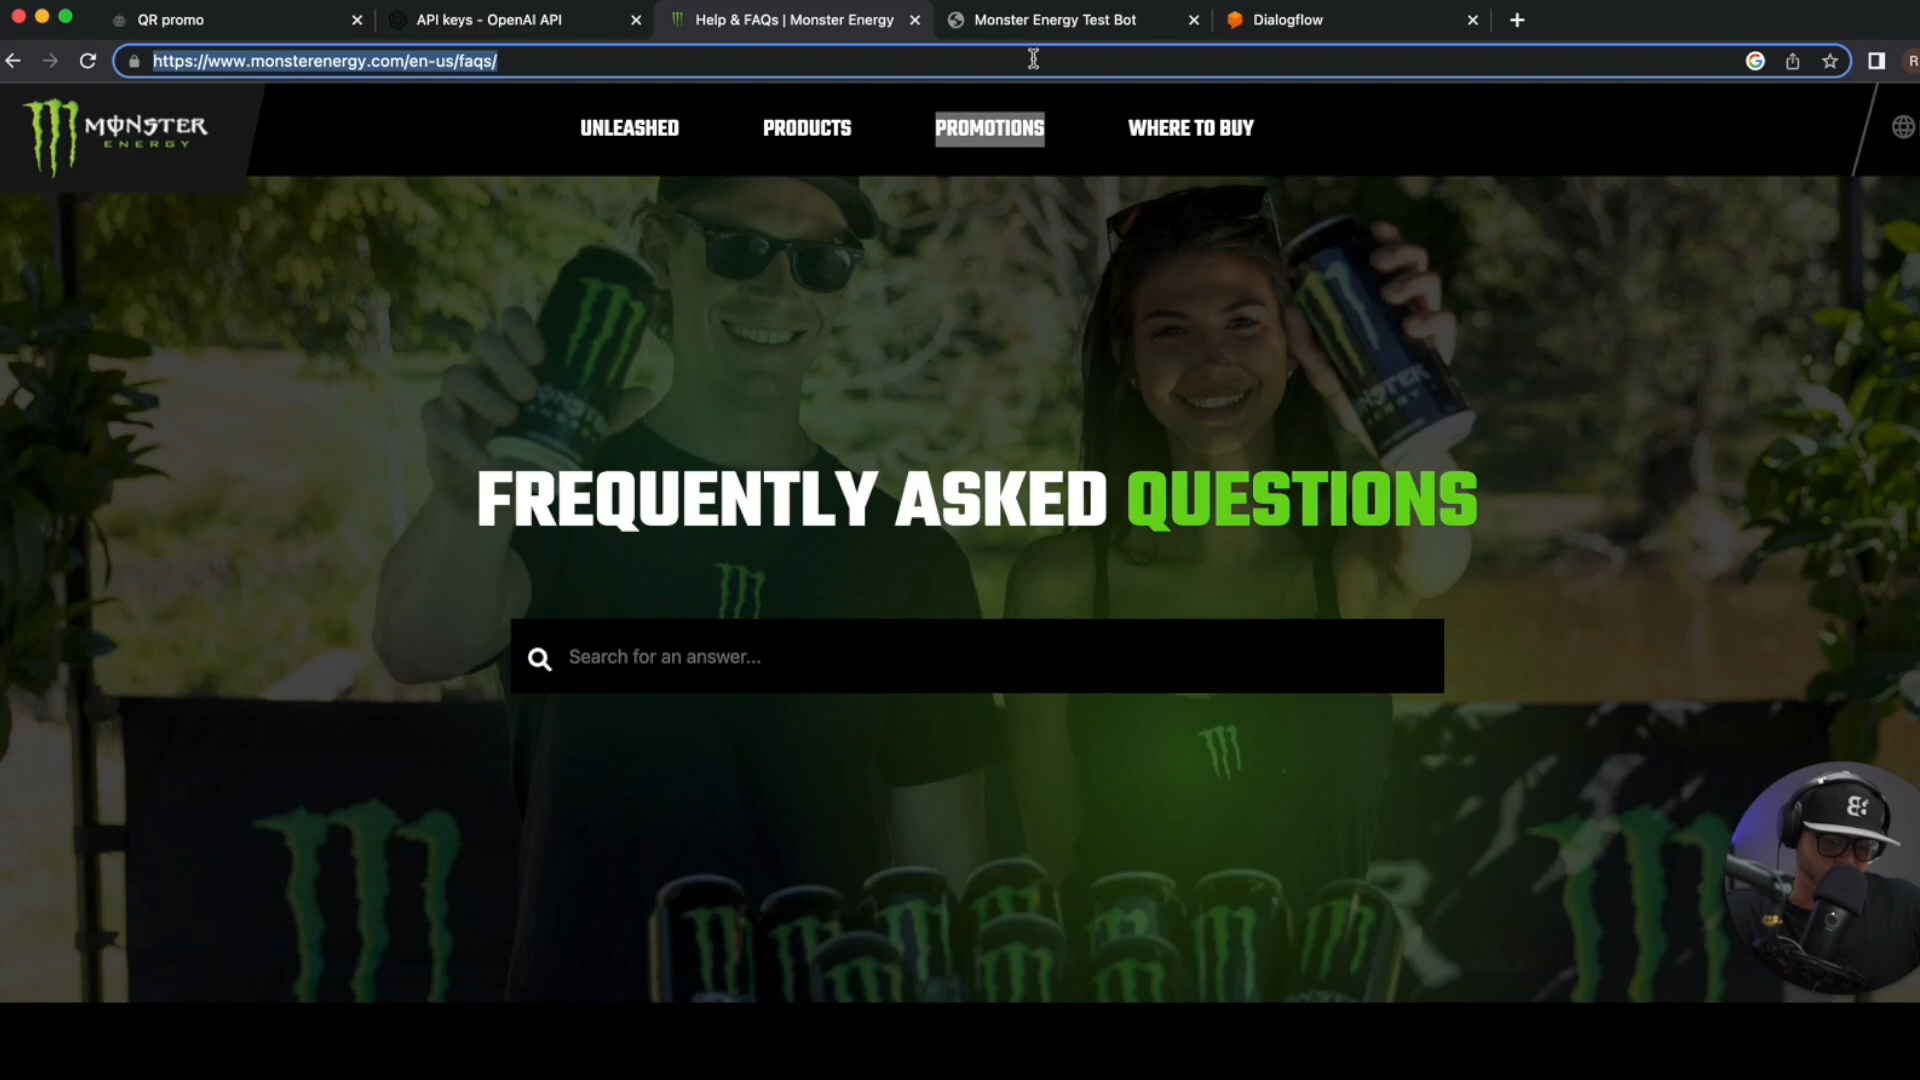 QR promo
API keys - OpenAI API
Help & FAQs | Monster Energy
Monster Energy Test Bot
Dialogflow
https://www.monsterenergy.com/en-us/faqs/
R
MONSTER
ENERGY
UNLEASHED
PRODUCTS
PROMOTIONS
WHERE TO BUY
MONSTER
FREQUENTLY ASKED QUESTIONS
Search for an answer...